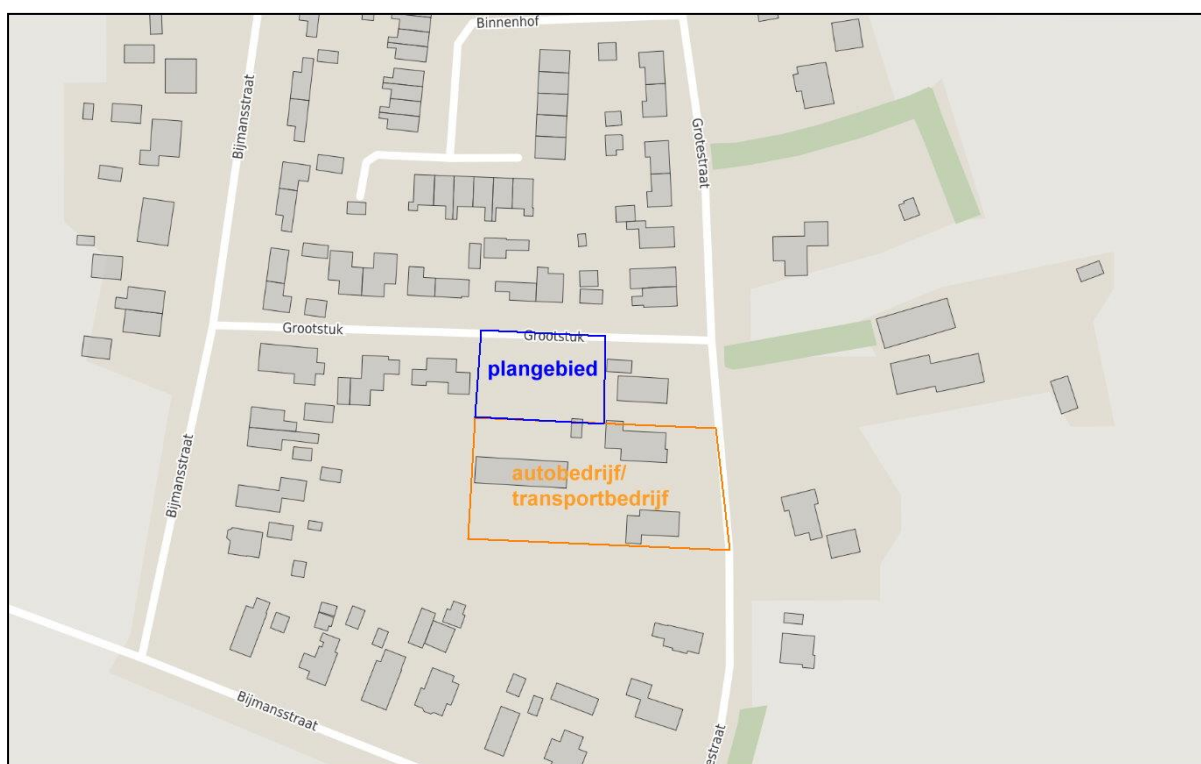 Binnenhof
Bijmansstraat
Grotestraat
Grootstuk
Grootstuk
plangebied
Bijmansstraat
autobedrijf/
transportbedrijf
Bijmansstraat
estraat